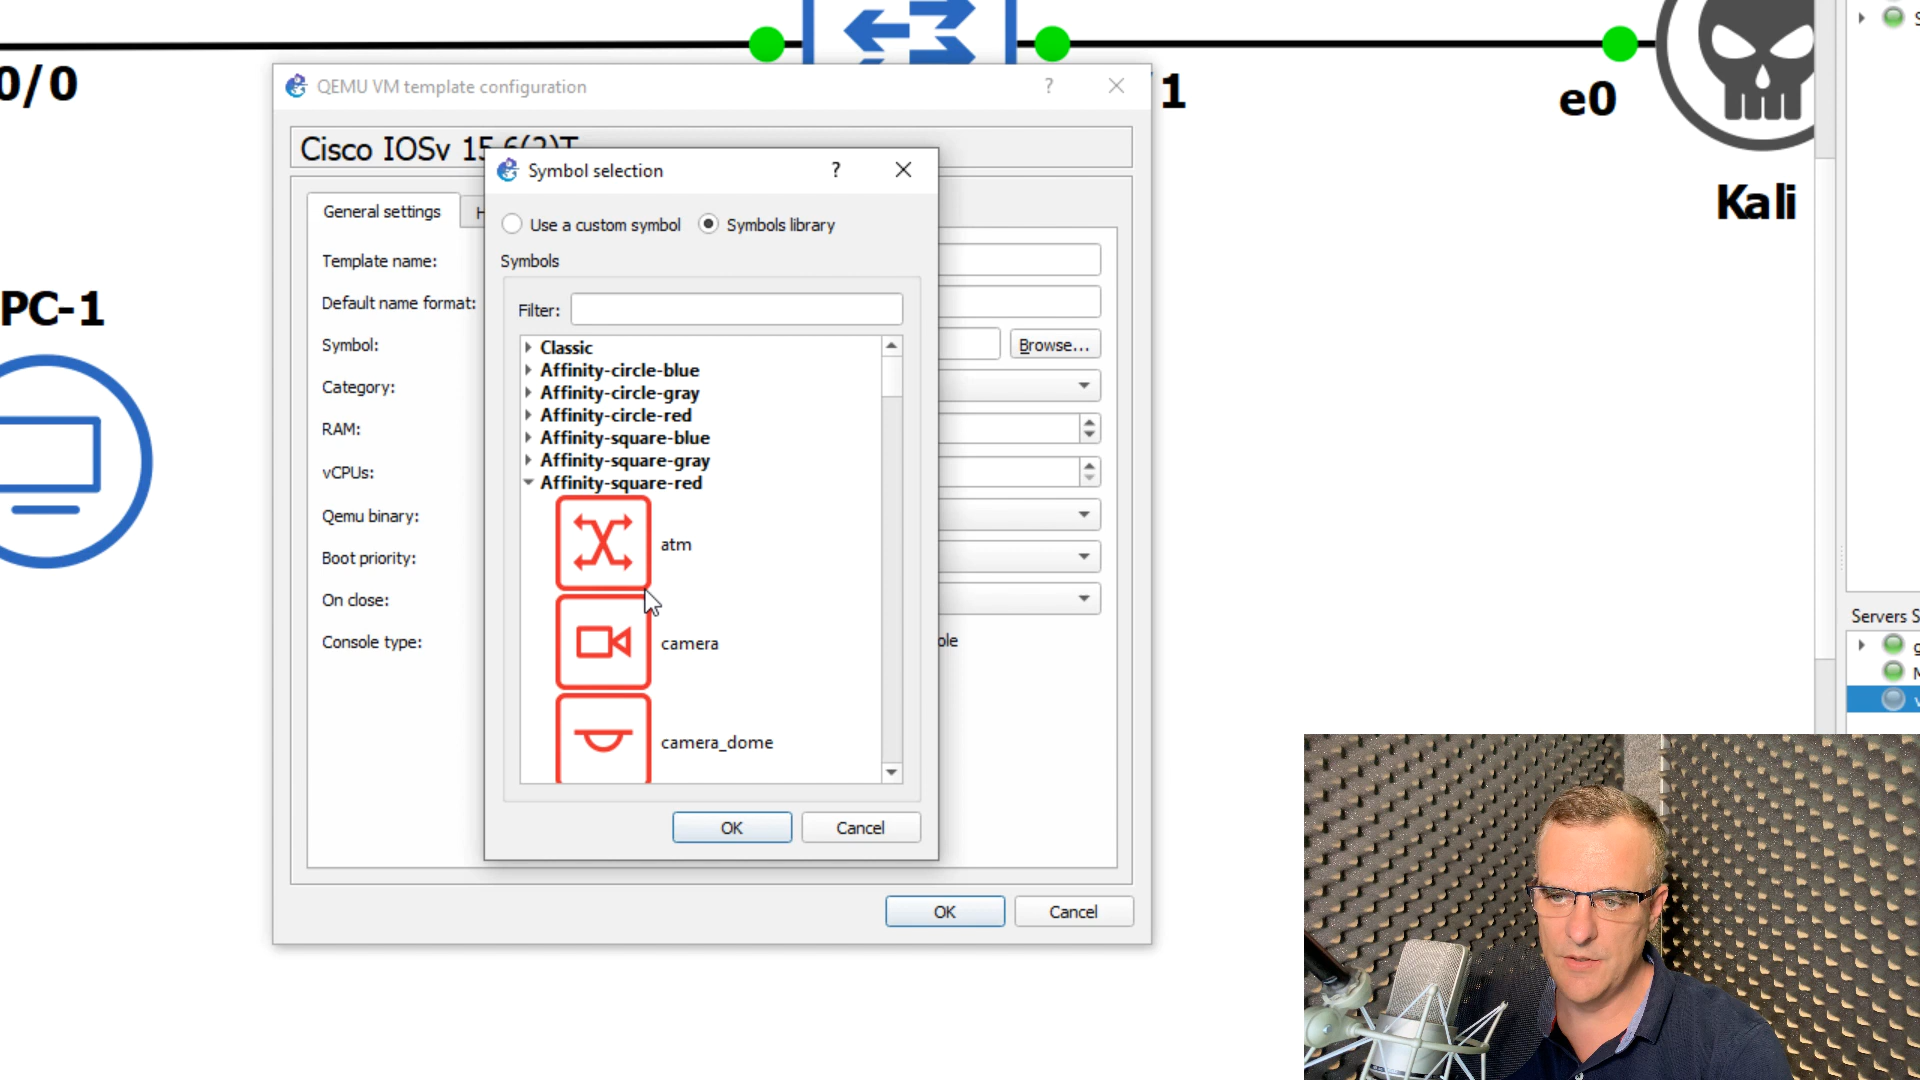 0/0
1
e0
Kali
PC-1
QEMU VM template configuration
?
Cisco IOSv 15.6(2)T
Symbol selection
?
General settings
Use a custom symbol
Symbols library
Template name:
Symbols
Default name format:
Filter:
Symbol:
Browse...
Classic
Affinity-circle-blue
Category:
Affinity-circle-gray
Affinity-circle-red
RAM:
Affinity-square-blue
Affinity-square-gray
vCPUs:
Affinity-square-red
Qemu binary:
atm
Boot priority:
On close:
Console type:
camera
camera_dome
OK
Cancel
OK
Cancel
Servers S